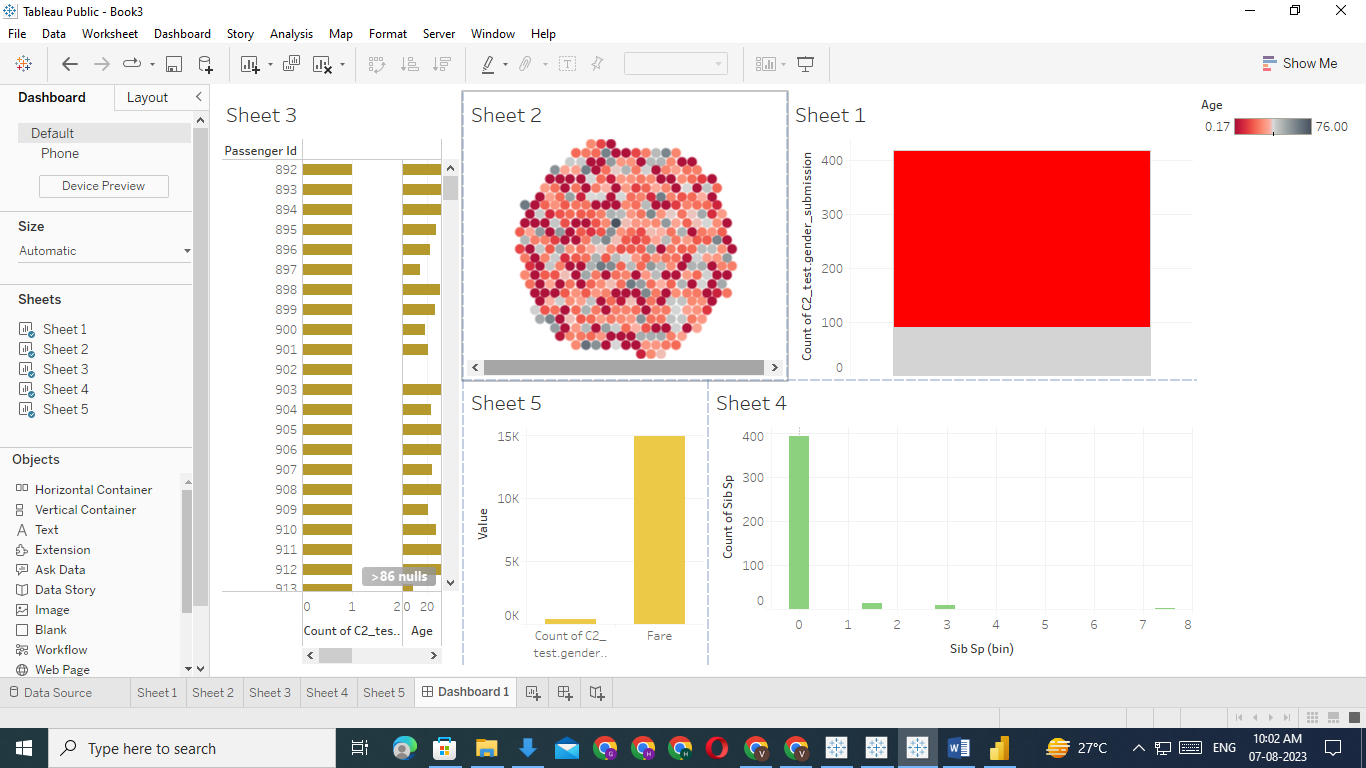 Tableau Public - Book3
File Data Worksheet Dashboard Story Analysis Map Format Server Window Help
Show Me
Dashboard Layout
Default
Phone
Device Preview
Size
Automatic
Sheets
Sheet 1
Sheet 2
Sheet 3
Sheet 4
Sheet 5
Objects
Horizontal Container
Vertical Container
Text
Extension
Ask Data
Data Story
Image
Blank
Workflow
Web Page
Sheet 3
Passenger Id
892
893
894
895
896
897
898
899
900
901
902
903
904
905
906
907
908
909
910
911
912
913
>86 nulls
0 1 2 0 20
Count of C2_tes.. Age
Sheet 2
Sheet 1
Count of C2_test.gender_submission
400
300
200
100
0
Age
0.17 76.00
Sheet 5
Value
15K
10K
5K
0K
Count of C2_
test.gender..
Fare
Sheet 4
Count of Sib Sp
400
300
200
100
0
0 1 2 3 4 5 6 7 8
Sib Sp (bin)
Data Source Sheet 1 Sheet 2 Sheet 3 Sheet 4 Sheet 5 Dashboard 1
Type here to search
27°C
ENG
10:02 AM
07-08-2023